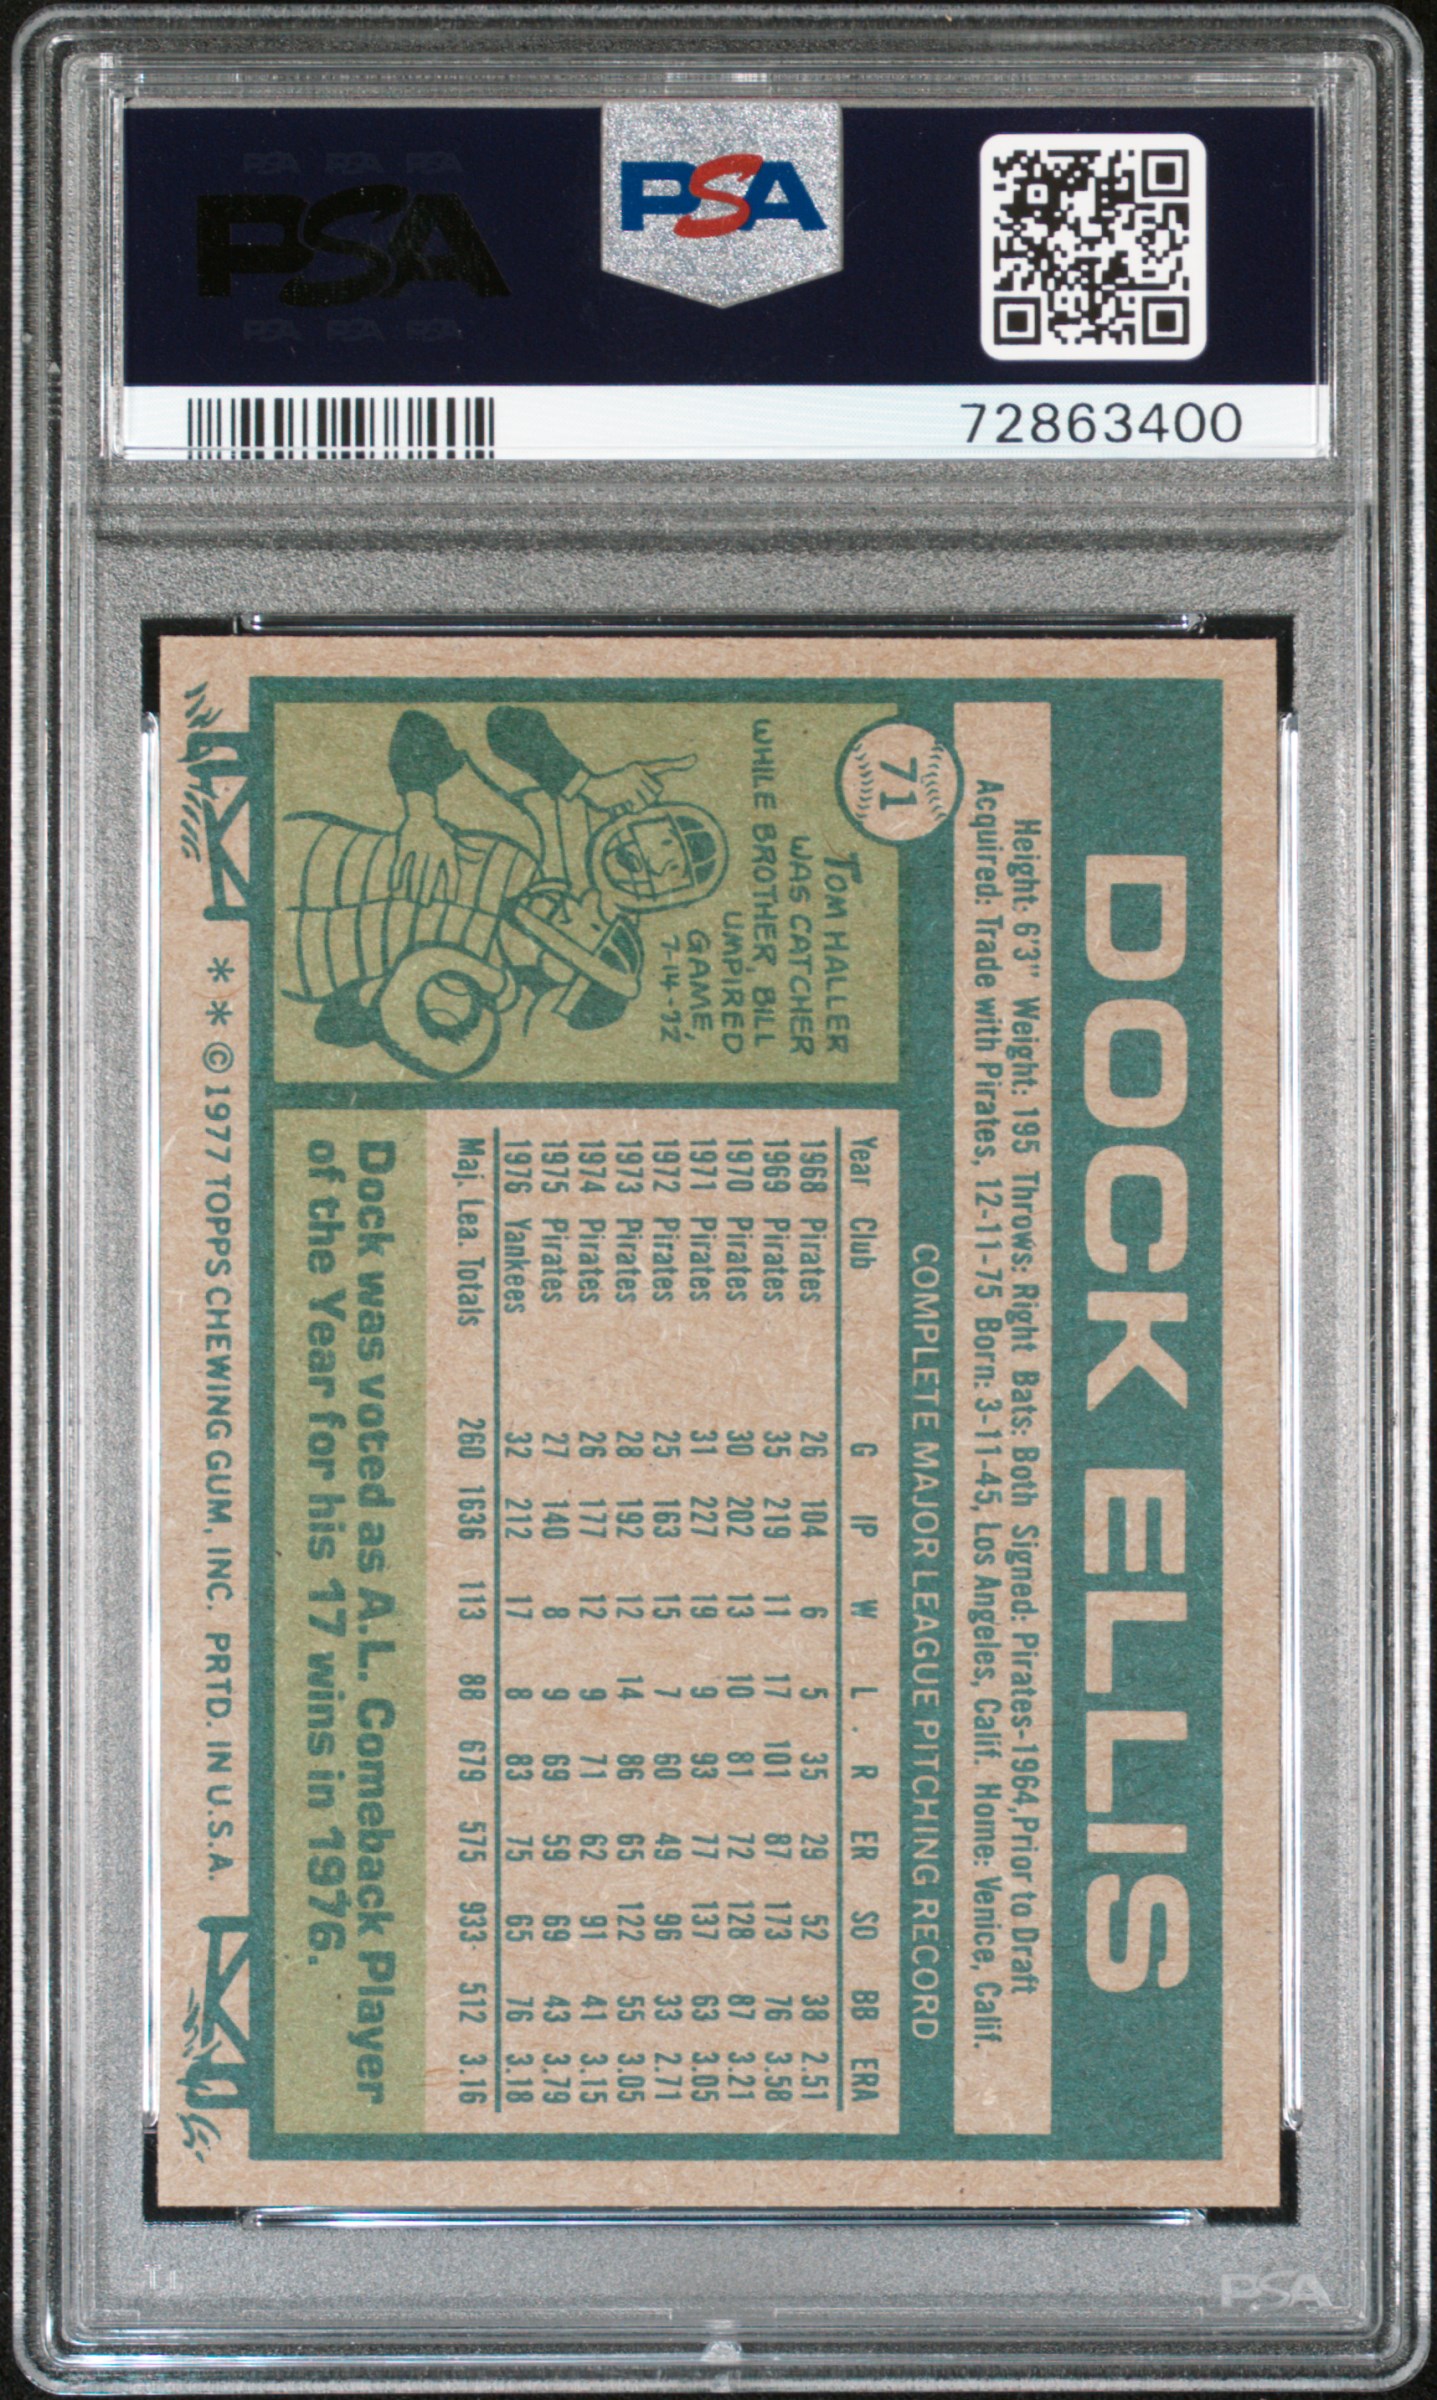 PSA PSA PSA
PSA
PSA PSA PSA
PSA
72863400
DOCK ELLIS
Height: 6'3" Weight: 195 Throws: Right Bats: Both Signed: Pirates-1964, Prior to Draft
Acquired: Trade with Pirates, 12-11-75 Born: 3-11-45, Los Angeles, Calif. Home: Venice, Calif.
71
COMPLETE MAJOR LEAGUE PITCHING RECORD
TOM HALLER
WAS CATCHER
WHILE BROTHER, BILL
UMPIRED
GAME,
7-14-72
Year Club G IP W L . R ER SO BB ERA
1968 Pirates 26 104 6 5 35 29 52 38 2.51
1969 Pirates 35 219 11 17 101 87 173 76 3.58
1970 Pirates 30 202 13 10 81 72 128 87 3.21
1971 Pirates 31 227 19 9 93 77 137 63 3.05
1972 Pirates 25 163 15 7 60 49 96 33 2.71
1973 Pirates 28 192 12 14 86 65 122 55 3.05
1974 Pirates 26 177 12 9 71 62 91 41 3.15
1975 Pirates 27 140 8 9 69 59 69 43 3.79
1976 Yankees 32 212 17 8 83 75 65 76 3.18
Maj. Lea. Totals 260 1636 113 88 679 575 933 512 3.16
Dock was voted as A.L. Comeback Player
of the Year for his 17 wins in 1976.
* * © 1977 TOPPS CHEWING GUM, INC. PRTD. IN U.S.A.
PSA